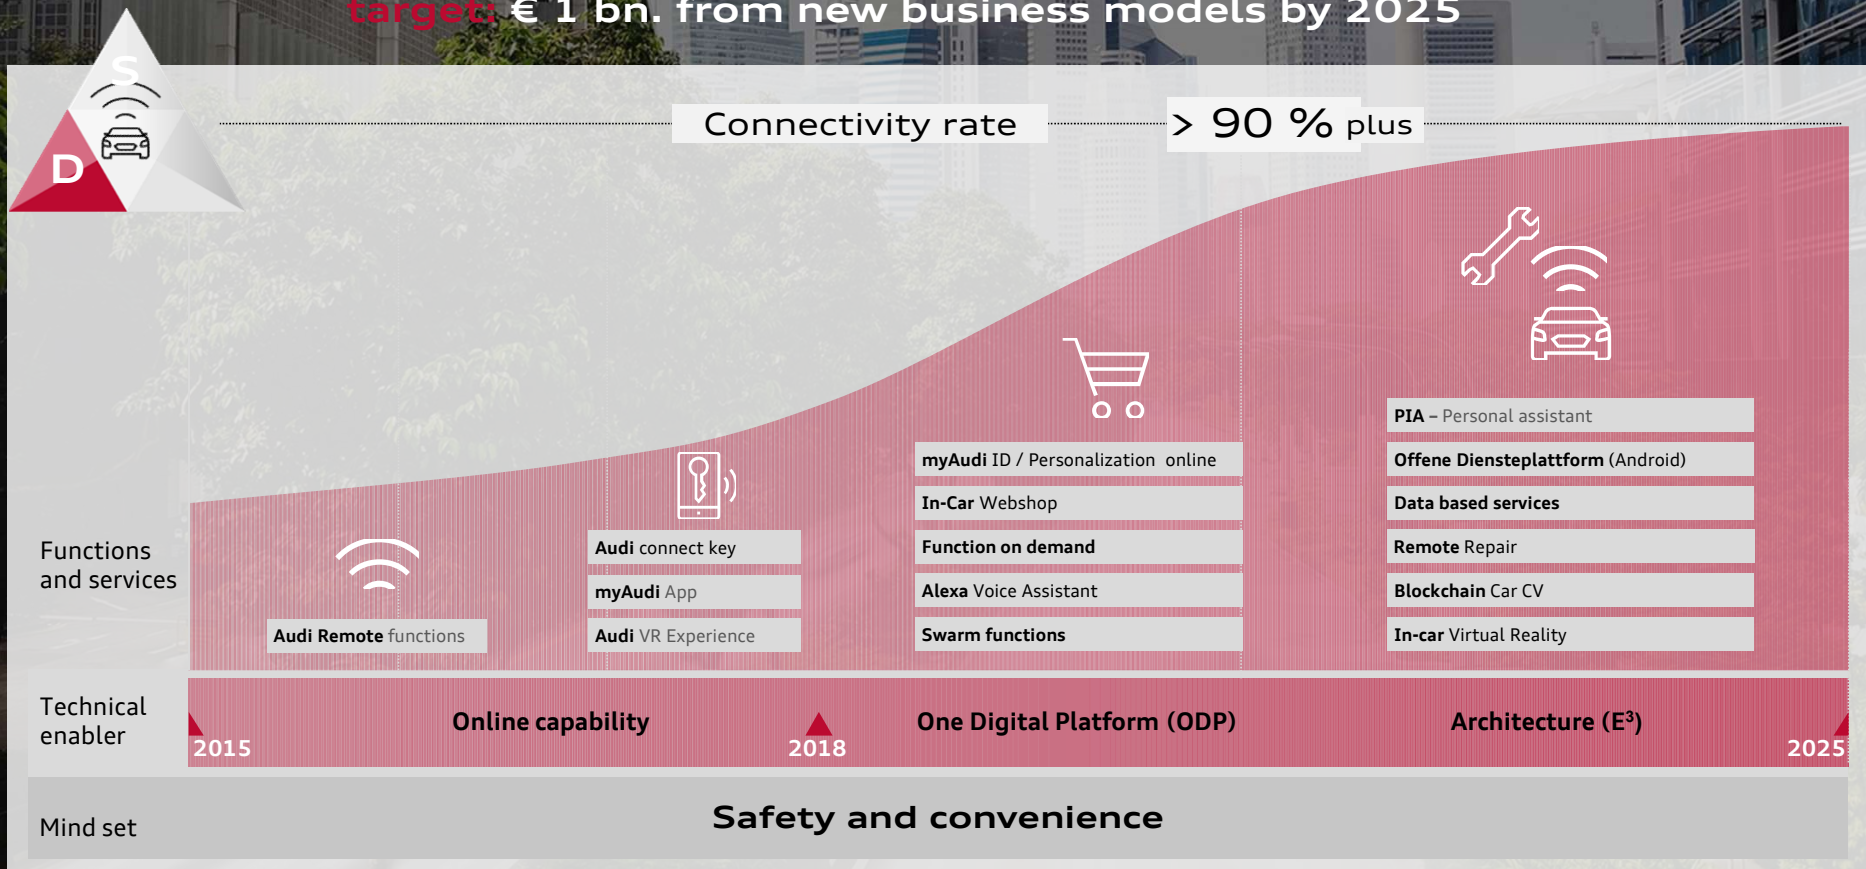 target: € 1 bn. from new business models by 2025
S
D
Connectivity rate
> 90 % plus
Functions
and services
Audi Remote functions
Audi connect key
myAudi App
Audi VR Experience
myAudi ID / Personalization online
In-Car Webshop
Function on demand
Alexa Voice Assistant
Swarm functions
PIA – Personal assistant
Offene Diensteplattform (Android)
Data based services
Remote Repair
Blockchain Car CV
In-car Virtual Reality
Technical
enabler
Online capability
One Digital Platform (ODP)
Architecture (E³)
2015
2018
2025
Mind set
Safety and convenience